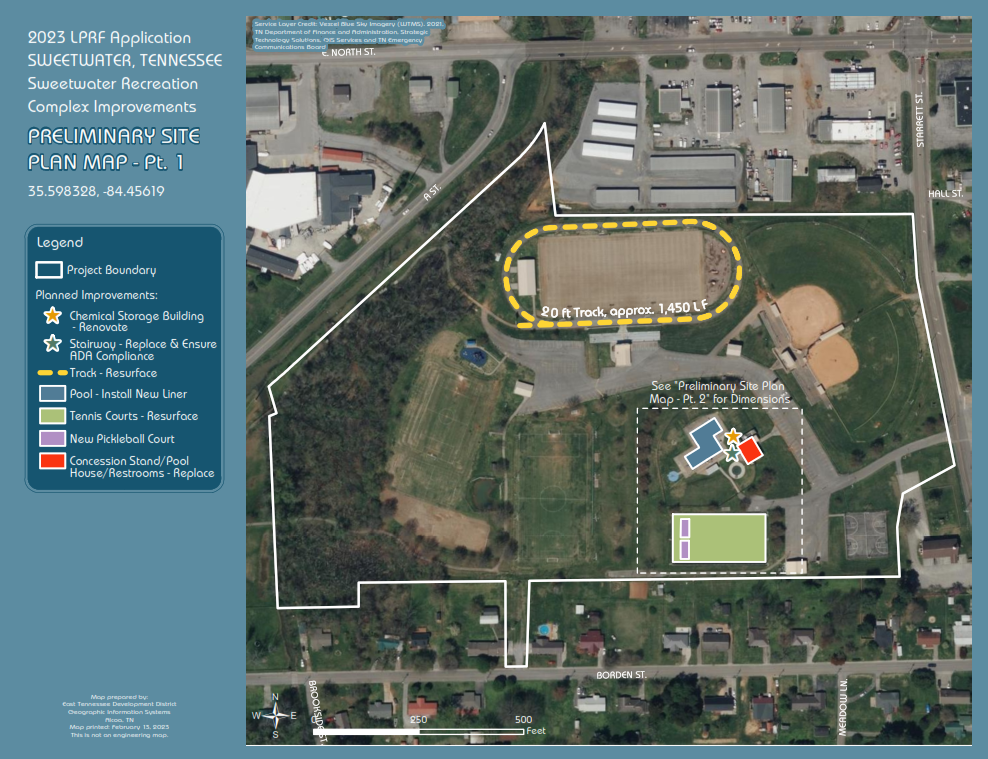 2023 LPRF Application
SWEETWATER, TENNESSEE
Sweetwater Recreation
Complex Improvements
PRELIMINARY SITE
PLAN MAP - Pt. 1
35.598328, -84.45619
Legend
Project Boundary
Planned Improvements:
Chemical Storage Building
- Renovate
Stairway - Replace & Ensure
ADA Compliance
Track - Resurface
Pool - Install New Liner
Tennis Courts - Resurface
New Pickleball Court
Concession Stand/Pool
House/Restrooms - Replace
Map prepared by:
East Tennessee Development District
Geographic Information Systems
Alcoa, TN
Map printed: February 13, 2023
This is not an engineering map.
Service Layer Credit: Vexcel Blue Sky Imagery (WTMS), 2021,
TN Department of Finance and Administration, Strategic
Technology Solutions, GIS Services and TN Emergency
Communications Board
E. NORTH ST.
STARRETT ST.
A ST.
HALL ST.
20 ft Track, approx. 1,450 LF
See "Preliminary Site Plan
Map - Pt. 2" for Dimensions
BORDEN ST.
BROOKSIDE ST.
MEADOW LN.
N
W E
S
0 250 500
Feet